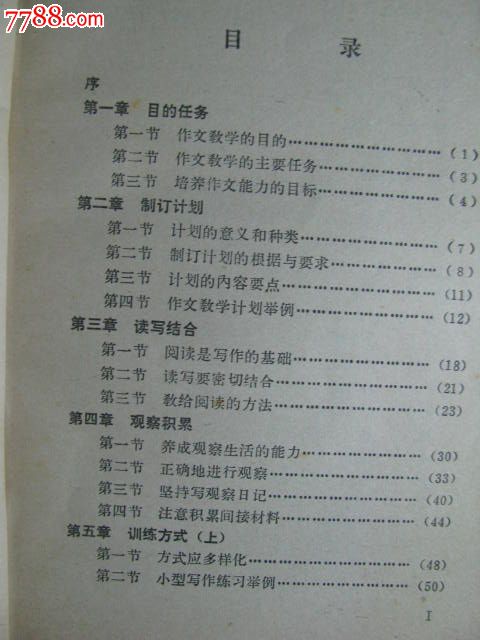 7788.com
目 录
序
第一章 目的任务
第一节 作文教学的目的……………………………(1)
第二节 作文教学的主要任务……………………(3)
第三节 培养作文能力的目标……………………(4)
第二章 制订计划
第一节 计划的意义和种类………………………(7)
第二节 制订计划的根据与要求…………………(8)
第三节 计划的内容要点…………………………(11)
第四节 作文教学计划举例………………………(12)
第三章 读写结合
第一节 阅读是写作的基础………………………(18)
第二节 读写要密切结合…………………………(21)
第三节 教给阅读的方法…………………………(23)
第四章 观察积累
第一节 养成观察生活的能力……………………(30)
第二节 正确地进行观察…………………………(33)
第三节 坚持写观察日记…………………………(40)
第四节 注意积累间接材料………………………(44)
第五章 训练方式(上)
第一节 方式应多样化……………………………(48)
第二节 小型写作练习举例………………………(50)
I